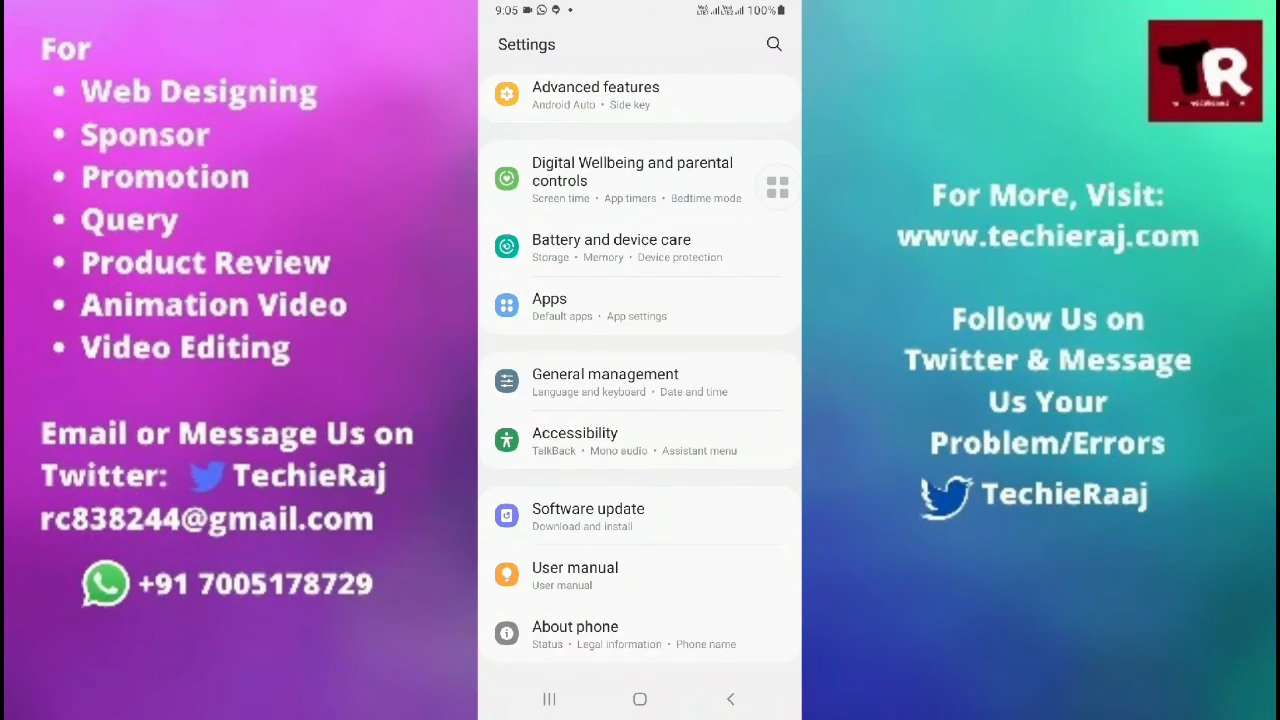 For
• Web Designing
• Sponsor
• Promotion
• Query
• Product Review
• Animation Video
• Video Editing
Email or Message Us on
Twitter: TechieRaj
rc838244@gmail.com
+91 7005178729
9:05
100%
Settings
Advanced features
Android Auto • Side key
Digital Wellbeing and parental
controls
Screen time • App timers • Bedtime mode
Battery and device care
Storage • Memory • Device protection
Apps
Default apps • App settings
General management
Language and keyboard • Date and time
Accessibility
TalkBack • Mono audio • Assistant menu
Software update
Download and install
User manual
User manual
About phone
Status • Legal information • Phone name
TR
For More, Visit:
www.techieraj.com
Follow Us on
Twitter & Message
Us Your
Problem/Errors
TechieRaaj